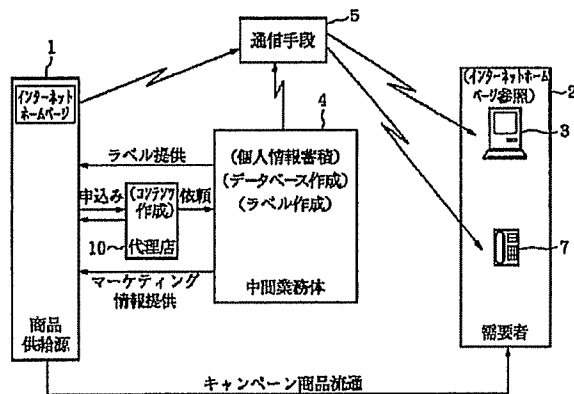 1
インターネット
ホームページ
5
通信手段
(インターネットホーム
ページ参照)
2
3
4
ラベル提供
(個人情報蓄積)
(データベース作成)
(ラベル作成)
申込み
(コンテンツ
作成)
依頼
10
代理店
7
マーケティング
情報提供
中間業務体
商品
供給源
需要者
キャンペーン商品流通